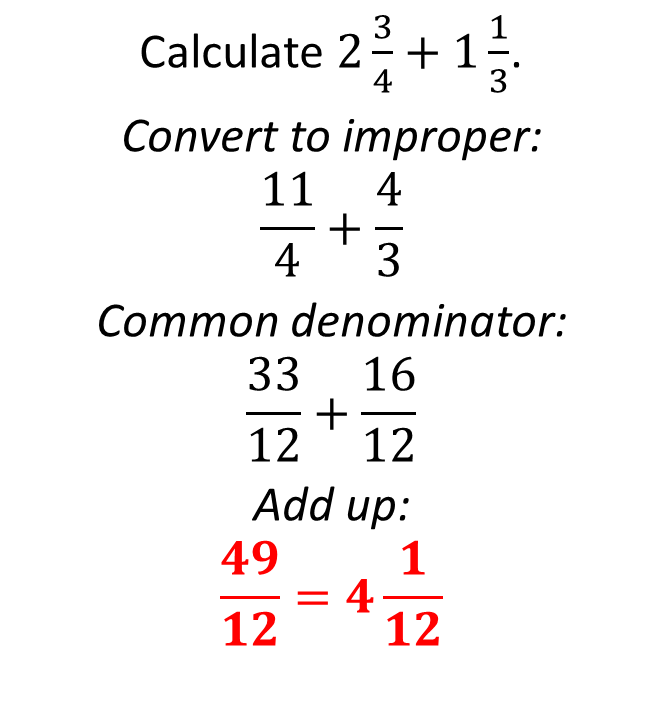 Calculate 2 3/4 + 1 1/3.
Convert to improper:
11/4 + 4/3
Common denominator:
33/12 + 16/12
Add up:
49/12 = 4 1/12